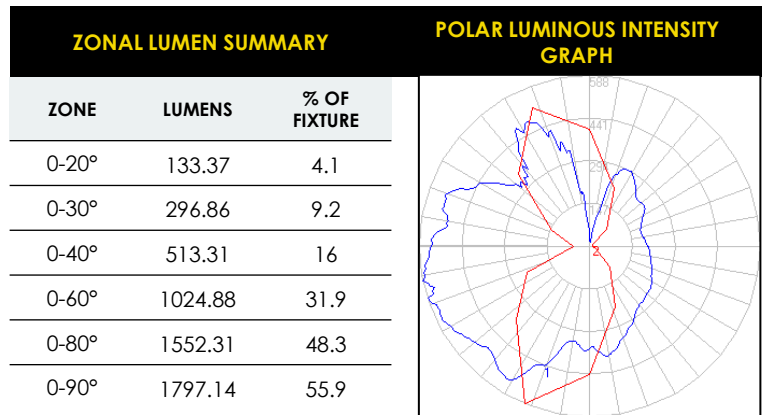 ZONAL LUMEN SUMMARY
POLAR LUMINOUS INTENSITY
GRAPH
ZONE LUMENS % OF
FIXTURE
0-20° 133.37 4.1
0-30° 296.86 9.2
0-40° 513.31 16
0-60° 1024.88 31.9
0-80° 1552.31 48.3
0-90° 1797.14 55.9
588
441
2
1